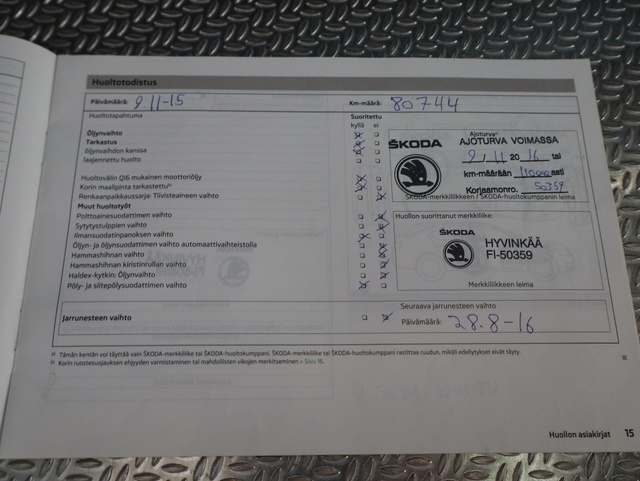 Huoltotodistus
Päivämäärä: 9.11-15 Km-määrä: 80744
Huoltotapahtuma Suoritettu
kyllä ei
Öljynvaihto
Tarkastus
öljynvaihdon kanssa
laajennettu huolto
Huoltovälin QI6 mukainen moottoriöljy
Korin maalipinta tarkastettu
Renkaanpaikkaussarja: Tiivisteaineen vaihto
Muut huoltotyöt
Polttoainesuodattimen vaihto
Sytytystulppien vaihto
Ilmansuodatinpanoksen vaihto
Öljyn- ja öljynsuodattimen vaihto automaattivaihteistolla
Hammashihnan vaihto
Hammashihnan kiristinrullan vaihto
Haldex-kytkin: Öljynvaihto
Pöly- ja siitepölysuodattimen vaihto
Jarrunesteen vaihto
Ajoturva
ŠKODA AJOTURVA VOIMASSA
9 / 11 20 16 tai
km-määrään asti
Korjaamonro. 50359
ŠKODA-merkkiliikkeen / ŠKODA-huoltokumppanin leima
Huollon suorittanut merkkiliike:
ŠKODA
HYVINKÄÄ
FI-50359
Merkkiliikkeen leima
Seuraava jarrunesteen vaihto
Päivämäärä: 28.8-16
a) Tämän kentän voi täyttää vain ŠKODA-merkkiliike tai ŠKODA-huoltokumppani. ŠKODA-merkkiliike tai ŠKODA-huoltokumppani rastittaa ruudun, mikäli edellytykset eivät täyty.
b) Korin ruostesuojauksen ehjyyden varmistaminen tai mahdollisten vikojen merkitseminen > Sivu 16.
Huollon asiakirjat 15